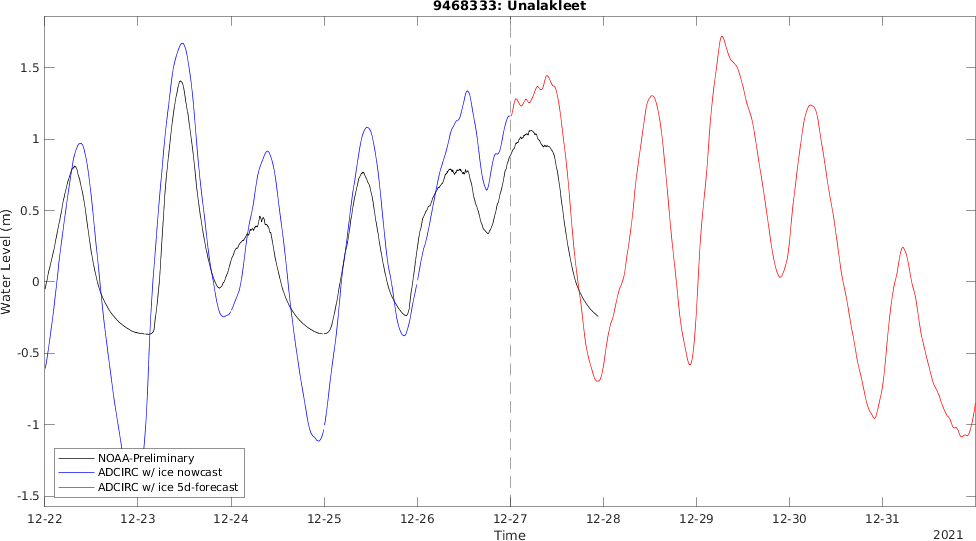 9468333: Unalakleet
Water Level (m)
1.5
1
0.5
0
-0.5
-1
-1.5
NOAA-Preliminary
ADCIRC w/ ice nowcast
ADCIRC w/ ice 5d-forecast
12-22 12-23 12-24 12-25 12-26 12-27 12-28 12-29 12-30 12-31
Time
2021